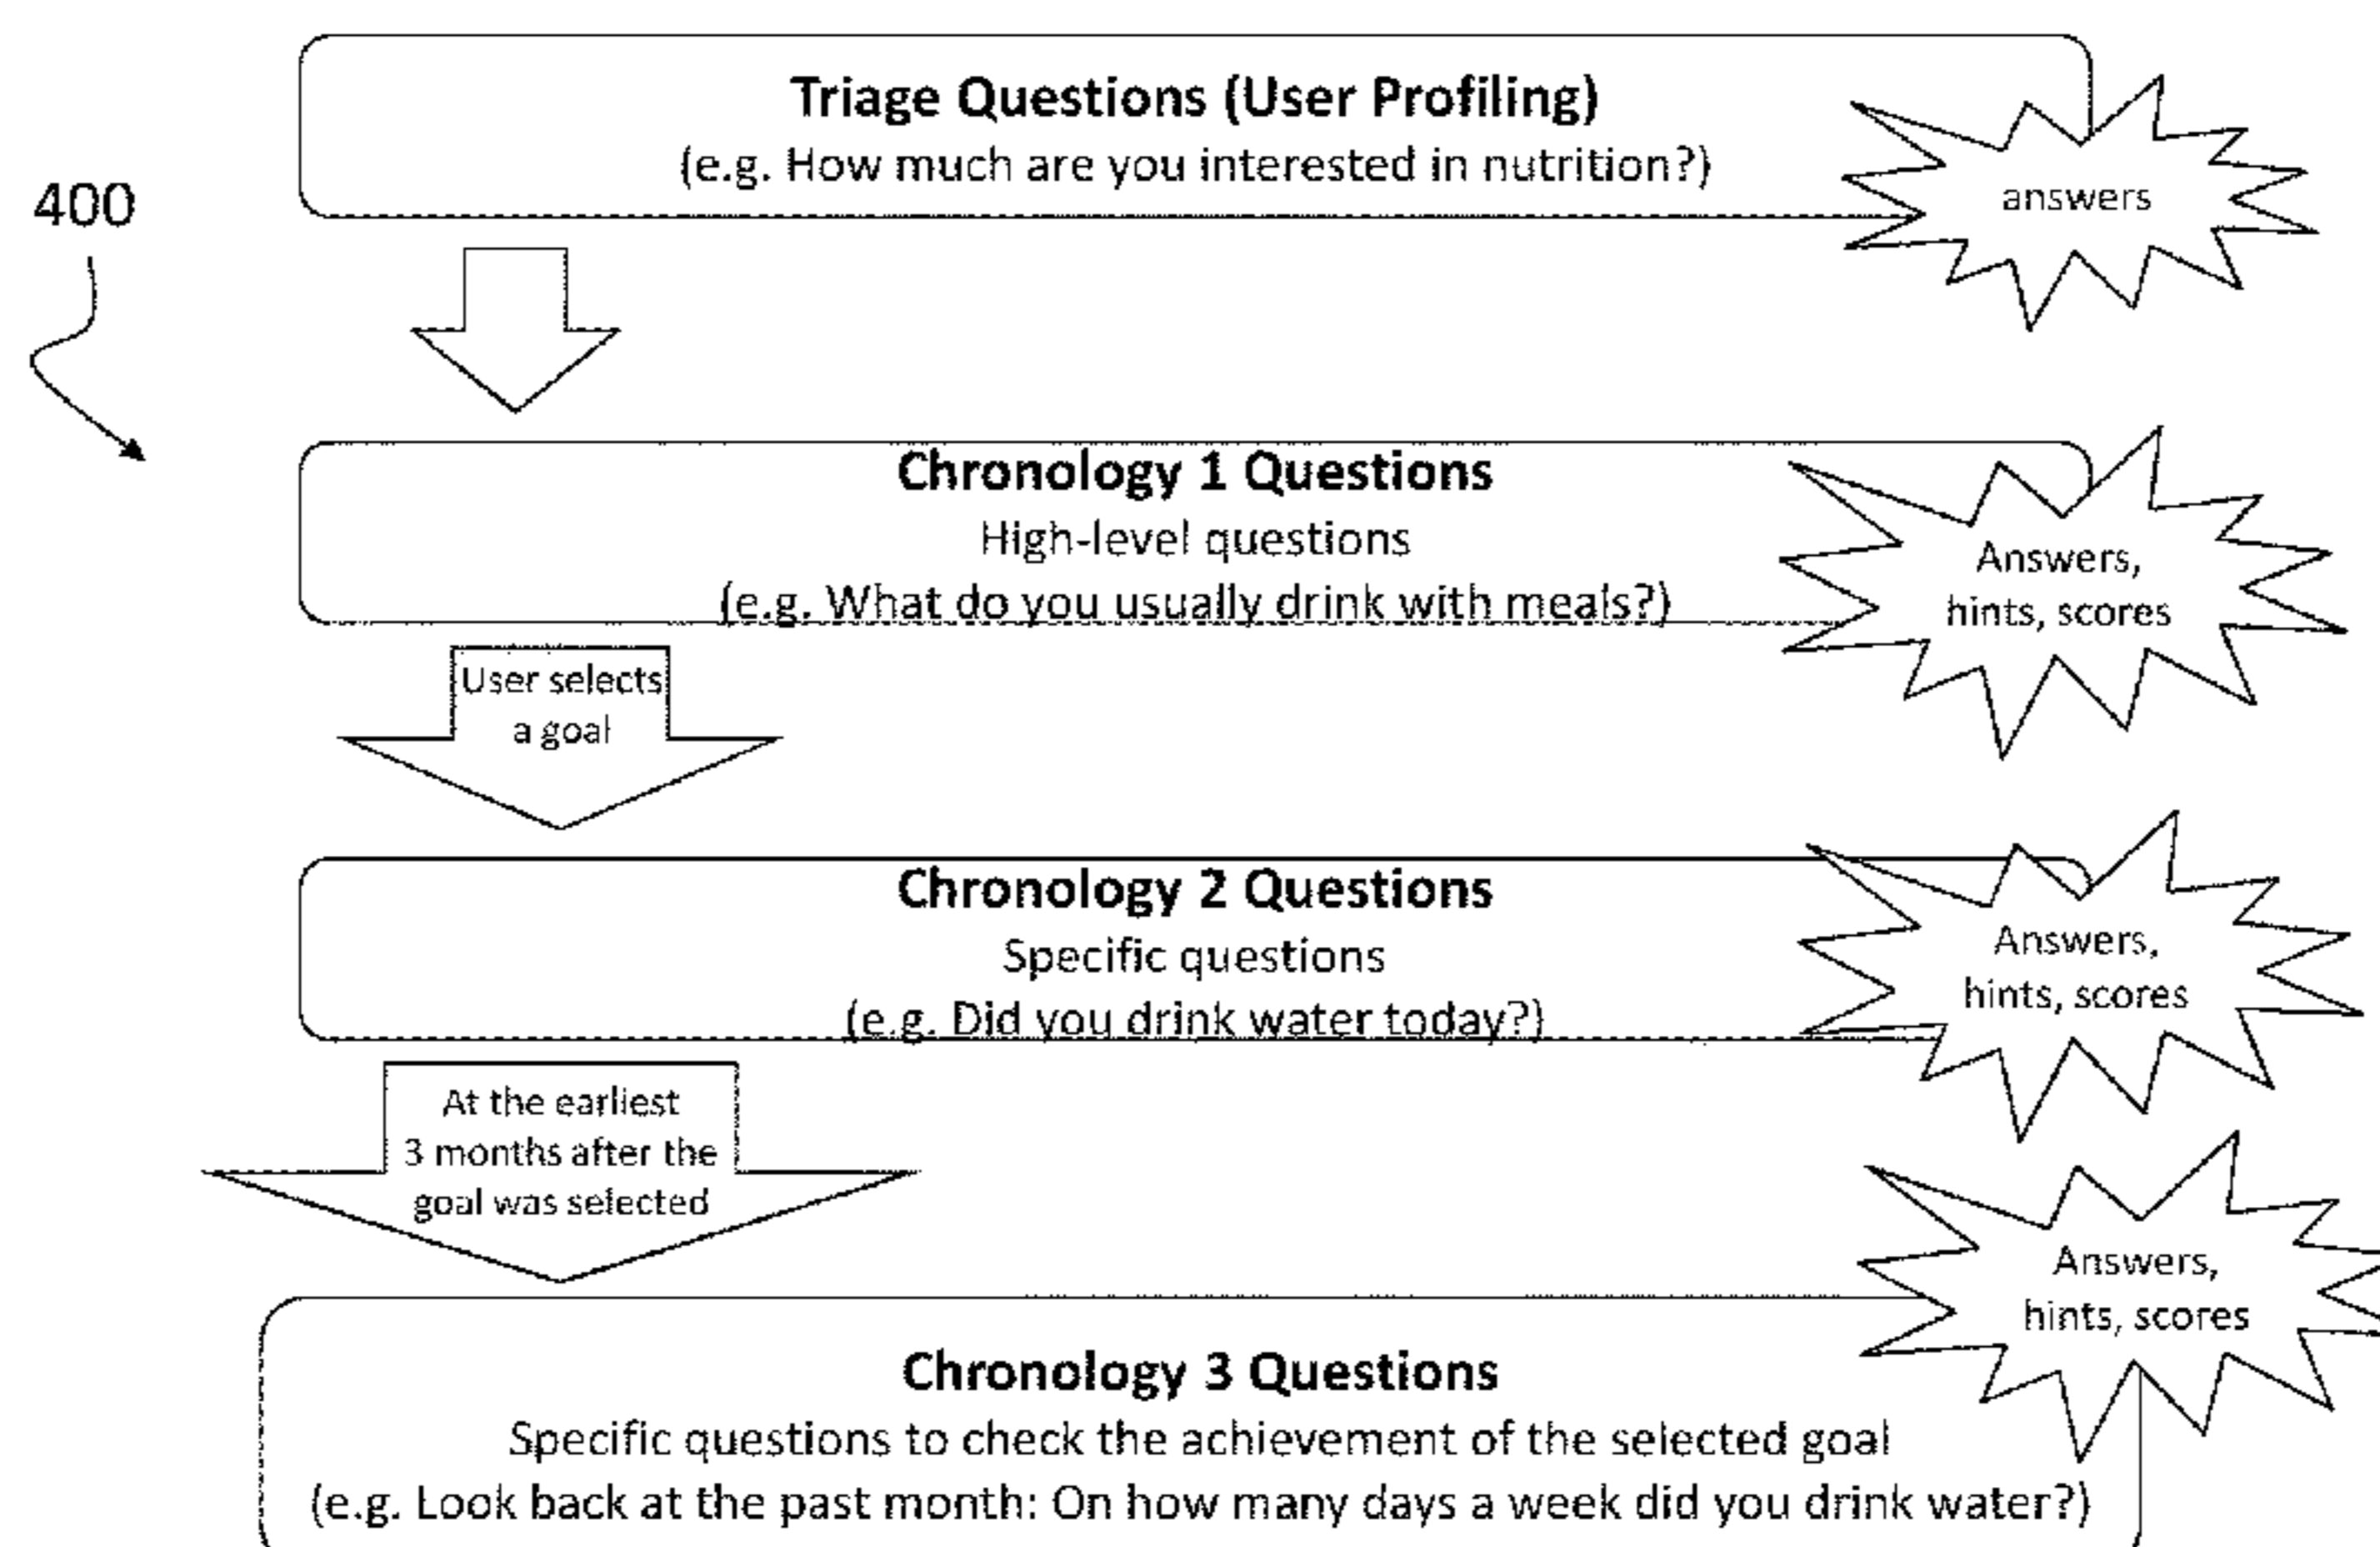 Triage Questions (User Profiling)
(e.g. How much are you interested in nutrition?)
answers
400
Chronology 1 Questions
High-level questions
(e.g. What do you usually drink with meals?)
Answers,
hints, scores
User selects
a goal
Chronology 2 Questions
Specific questions
(e.g. Did you drink water today?)
Answers,
hints, scores
At the earliest
3 months after the
goal was selected
Answers,
hints, scores
Chronology 3 Questions
Specific questions to check the achievement of the selected goal
(e.g. Look back at the past month: On how many days a week did you drink water?)